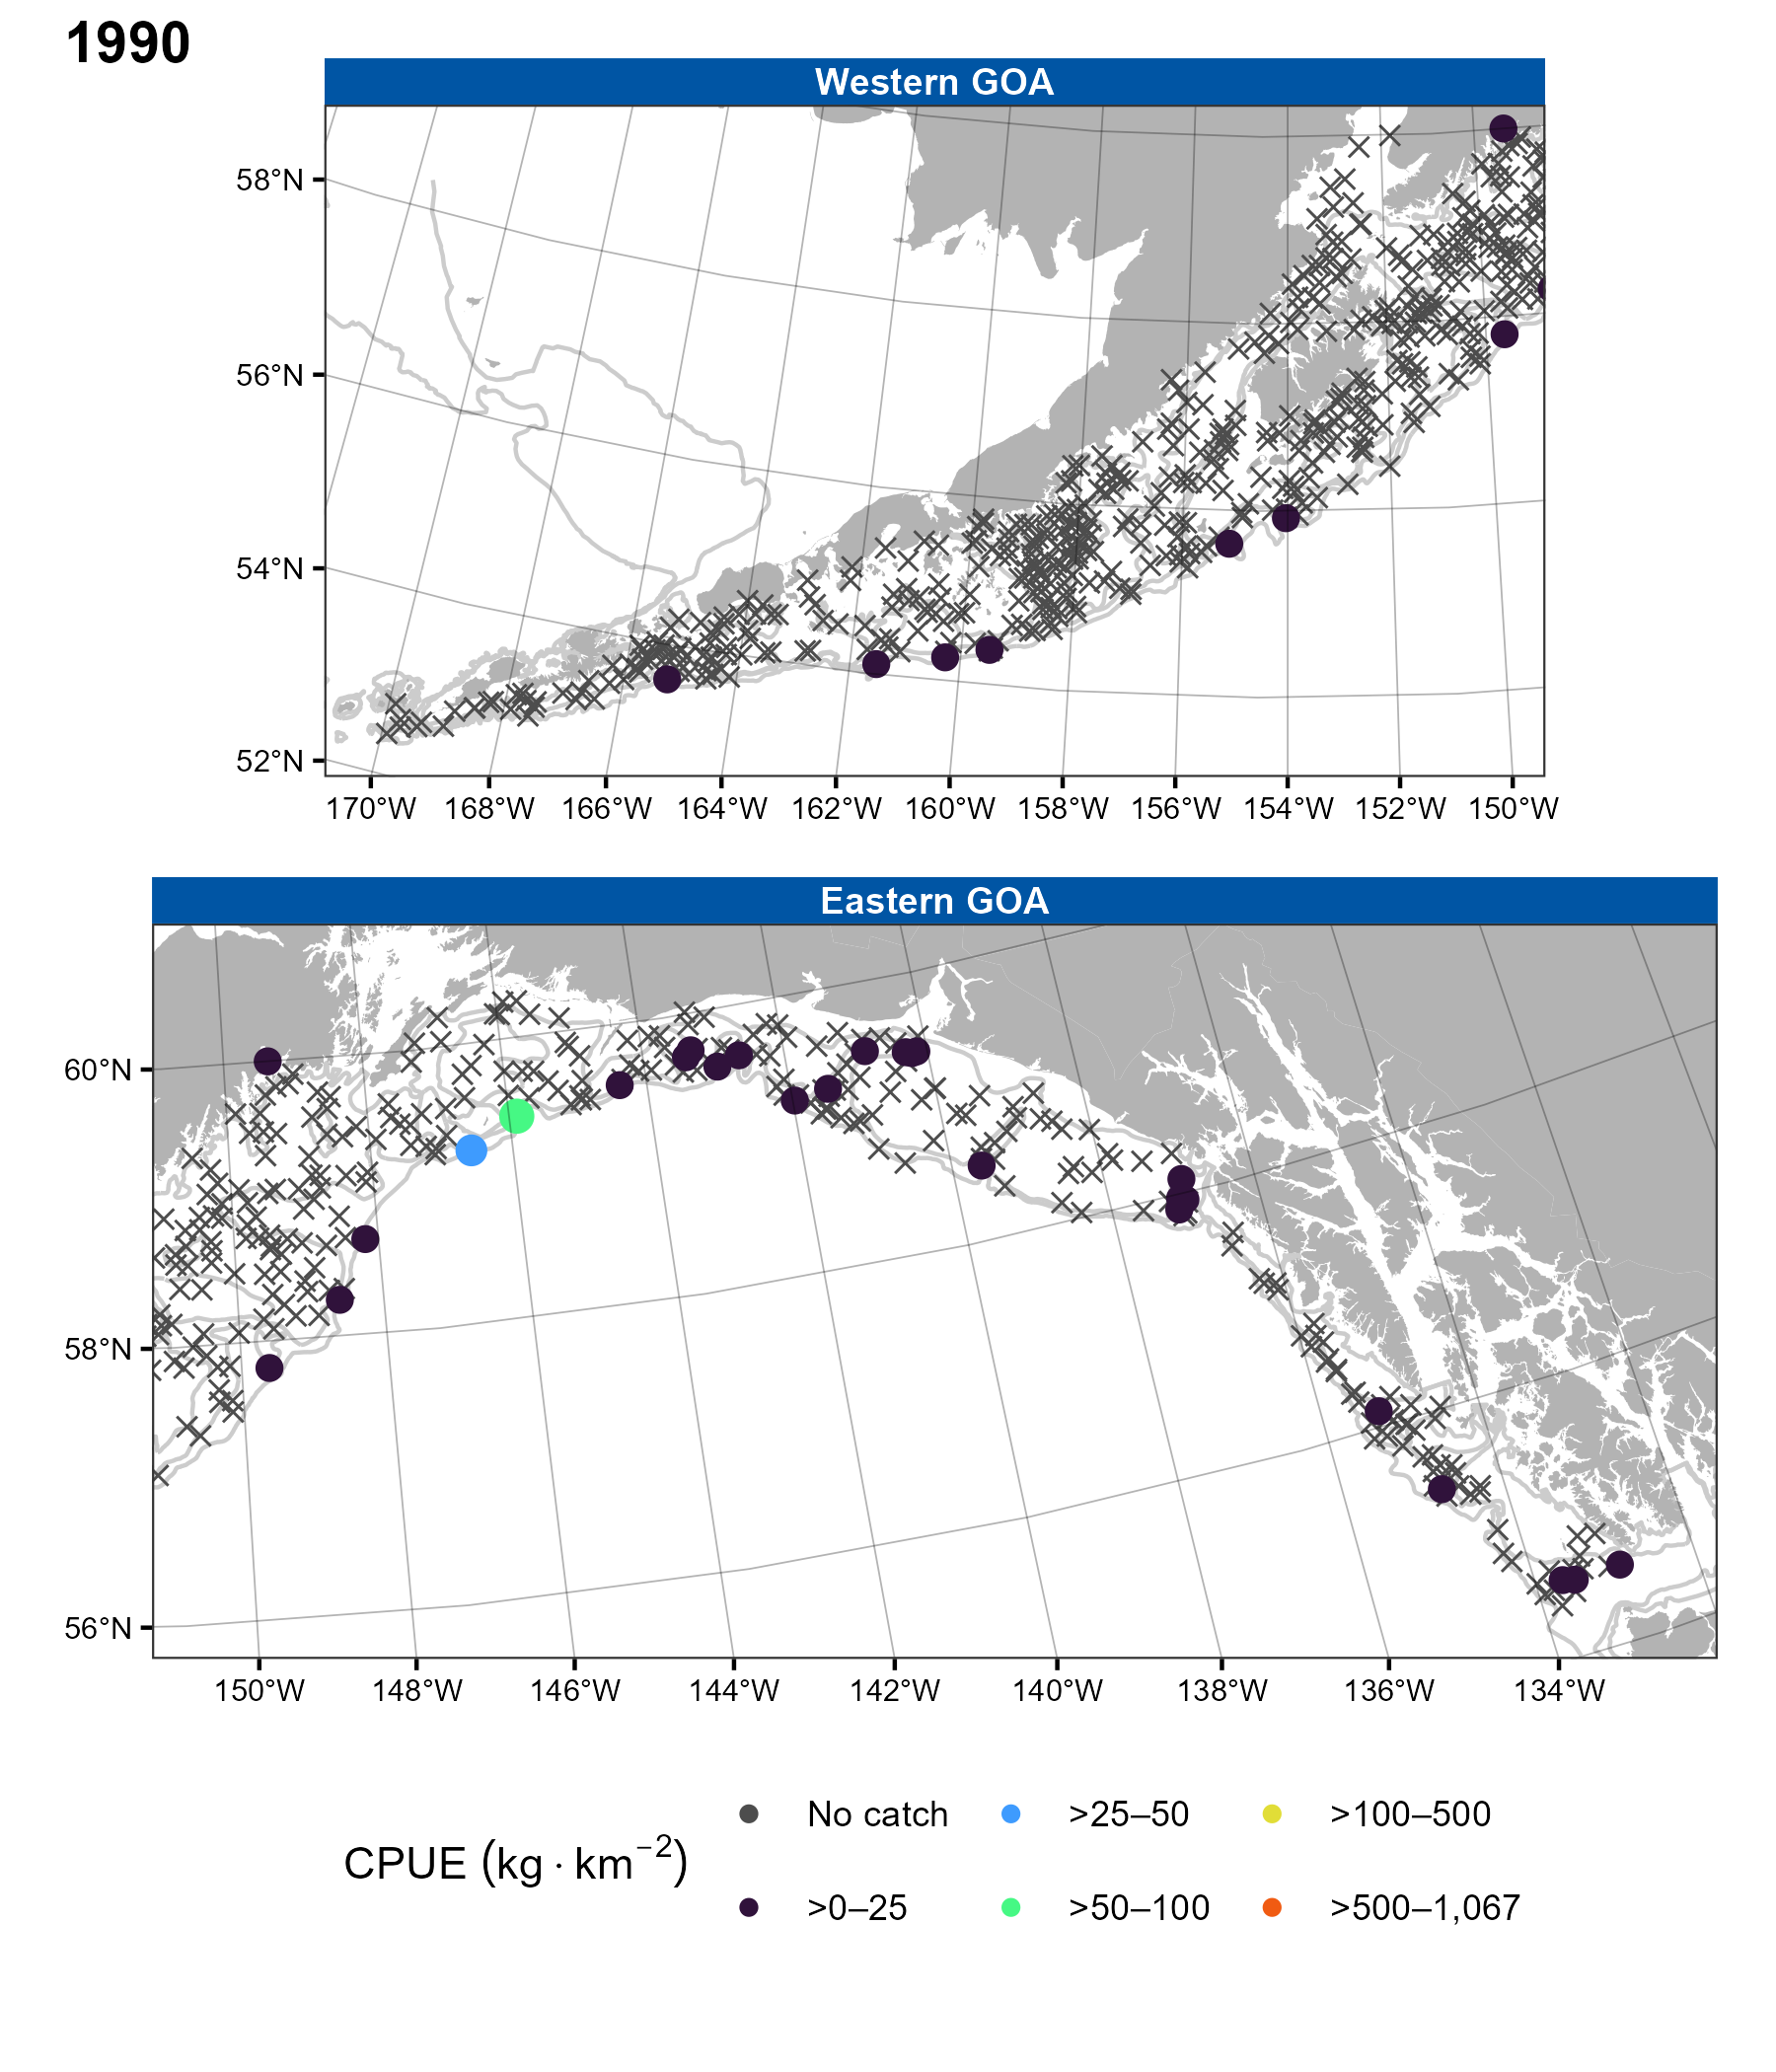 1990
Western GOA
58°N
56°N
54°N
52°N
170°W 168°W 166°W 164°W 162°W 160°W 158°W 156°W 154°W 152°W 150°W
Eastern GOA
60°N
58°N
56°N
150°W 148°W 146°W 144°W 142°W 140°W 138°W 136°W 134°W
CPUE (kg · km⁻²)
No catch >25–50 >100–500
>0–25 >50–100 >500–1,067